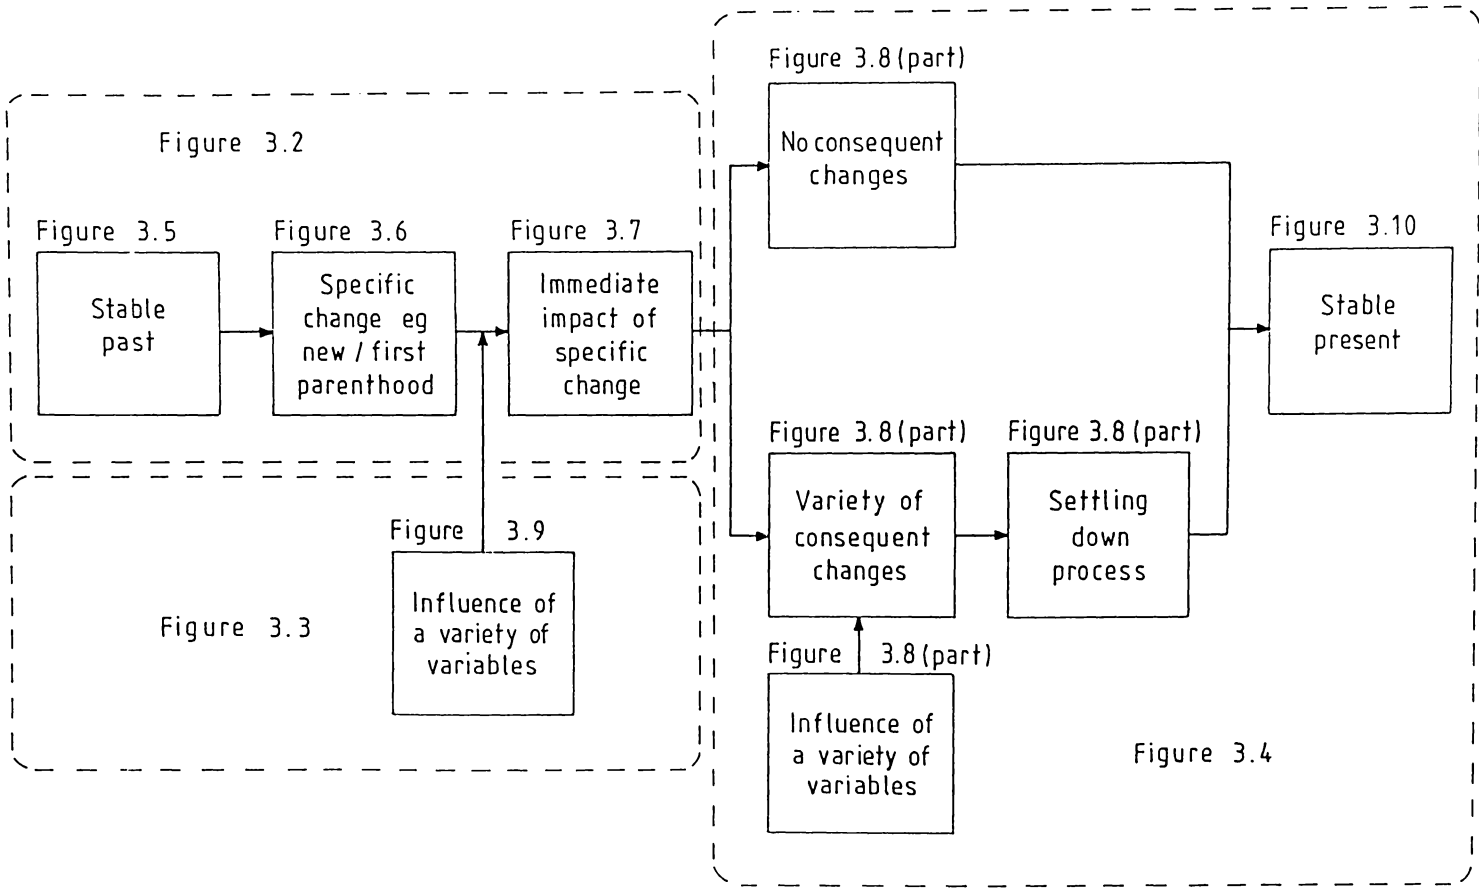 Figure 3.2
Figure 3.5
Stable
past
Figure 3.6
Specific
change eg
new / first
parenthood
Figure 3.7
Immediate
impact of
specific
change
Figure 3.3
Figure 3.9
Influence of
a variety of
variables
Figure 3.8 (part)
No consequent
changes
Figure 3.8 (part)
Variety of
consequent
changes
Figure 3.8 (part)
Settling
down
process
Figure 3.8 (part)
Influence of
a variety of
variables
Figure 3.10
Stable
present
Figure 3.4